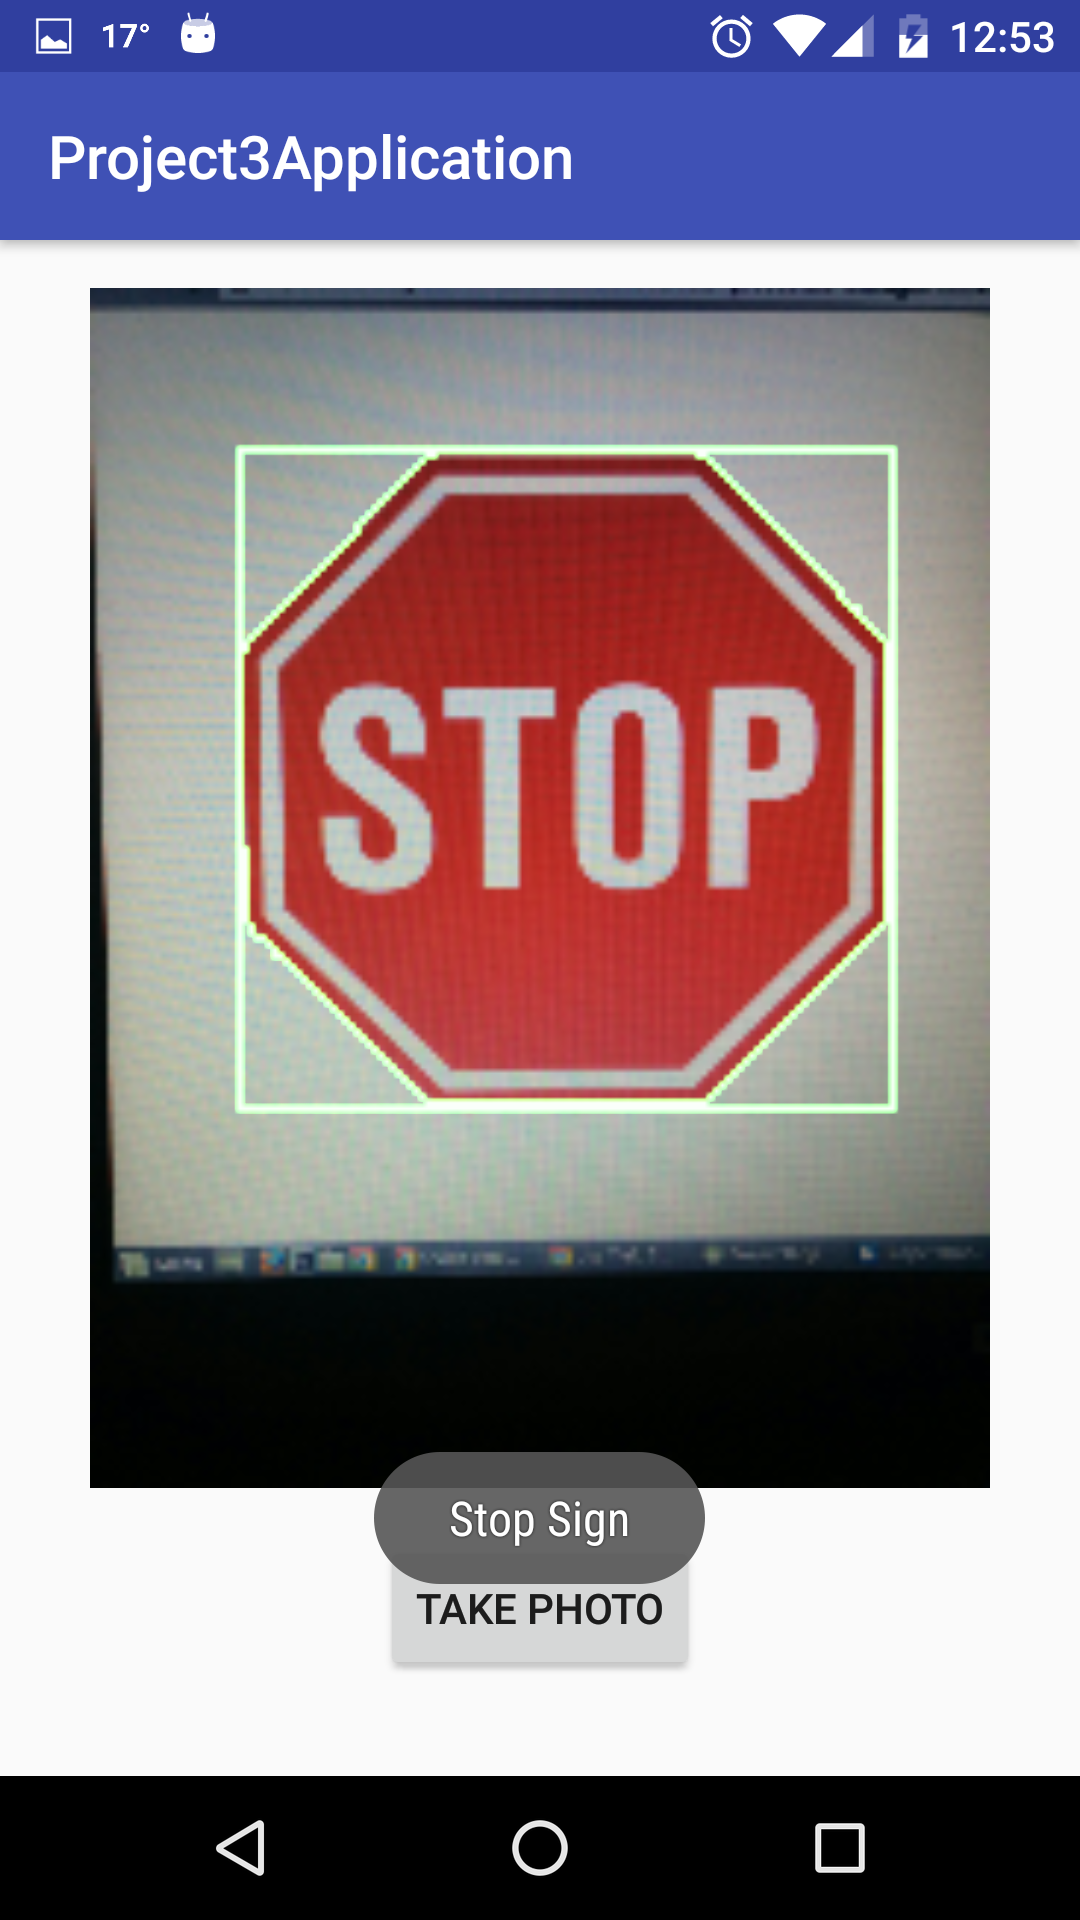 17° 12:53
Project3Application
STOP
Stop Sign
TAKE PHOTO